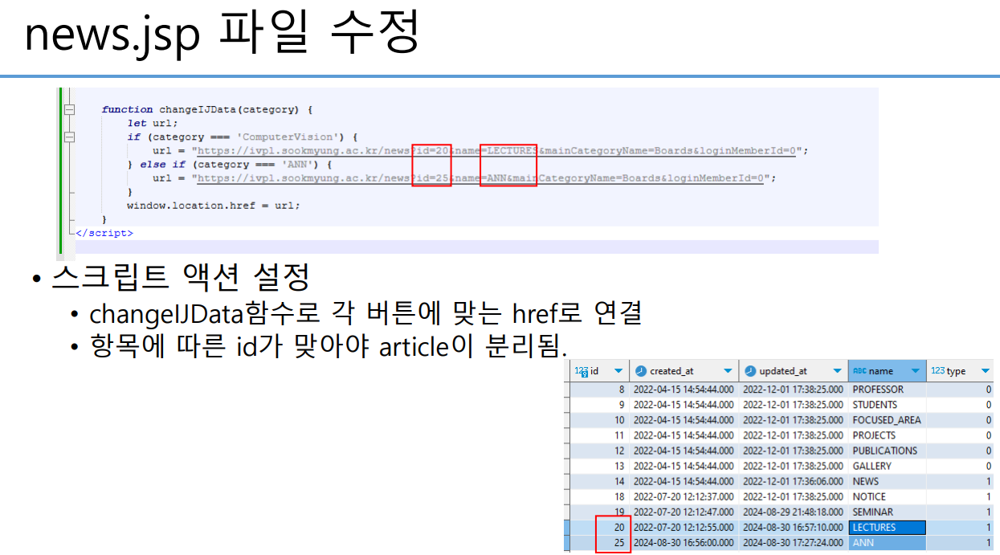 news.jsp 파일 수정
function changeIJData(category) {
let url;
if (category === 'ComputerVision') {
url = "https://ivpl.sookmyung.ac.kr/news?id=20&name=LECTURES&mainCategoryName=Boards&loginMemberId=0";
} else if (category === 'ANN') {
url = "https://ivpl.sookmyung.ac.kr/news?id=25&name=ANN&mainCategoryName=Boards&loginMemberId=0";
}
window.location.href = url;
}
</script>
• 스크립트 액션 설정
• changeIJData함수로 각 버튼에 맞는 href로 연결
• 항목에 따른 id가 맞아야 article이 분리됨.
123 id created_at updated_at ABC name 123 type
8 2022-04-15 14:54:44.000 2022-12-01 17:38:25.000 PROFESSOR 0
9 2022-04-15 14:54:44.000 2022-12-01 17:38:25.000 STUDENTS 0
10 2022-04-15 14:54:44.000 2022-12-01 17:38:25.000 FOCUSED_AREA 0
11 2022-04-15 14:54:44.000 2022-12-01 17:38:25.000 PROJECTS 0
12 2022-04-15 14:54:44.000 2022-12-01 17:38:25.000 PUBLICATIONS 0
13 2022-04-15 14:54:44.000 2022-12-01 17:38:25.000 GALLERY 0
14 2022-04-15 14:54:44.000 2022-12-01 17:36:06.000 NEWS 1
18 2022-07-20 12:12:37.000 2022-12-01 17:38:25.000 NOTICE 1
19 2022-07-20 12:12:47.000 2024-08-29 21:48:18.000 SEMINAR 1
20 2022-07-20 12:12:55.000 2024-08-30 16:57:10.000 LECTURES 1
25 2024-08-30 16:56:00.000 2024-08-30 17:27:24.000 ANN 1